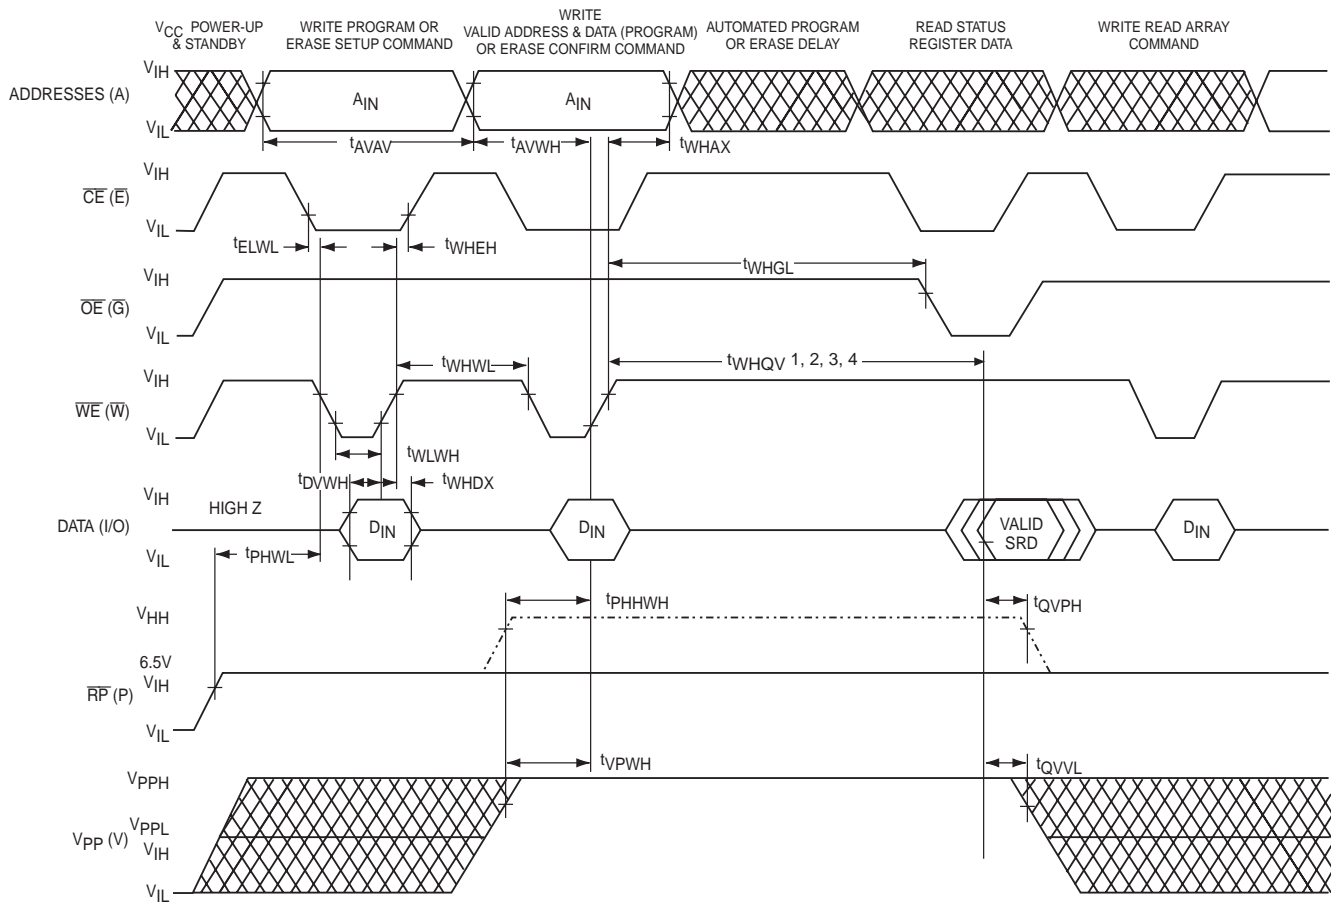 VCC POWER-UP
& STANDBY
WRITE PROGRAM OR
ERASE SETUP COMMAND
WRITE
VALID ADDRESS & DATA (PROGRAM)
OR ERASE CONFIRM COMMAND
AUTOMATED PROGRAM
OR ERASE DELAY
READ STATUS
REGISTER DATA
WRITE READ ARRAY
COMMAND
VIH
ADDRESSES (A)
AIN
AIN
VIL
tAVAV
tAVWH
tWHAX
VIH
C̅E̅ (E̅)
VIL
tELWL
tWHEH
VIH
tWHGL
O̅E̅ (G̅)
VIL
tWHWL
tWHQV 1, 2, 3, 4
VIH
W̅E̅ (W̅)
VIL
tWLWH
tDVWH
tWHDX
VIH
HIGH Z
DATA (I/O)
DIN
DIN
VALID
SRD
DIN
VIL
tPHWL
tPHHWH
tQVPH
VHH
6.5V
VIH
R̅P̅ (P)
VIL
tVPWH
tQVVL
VPPH
VPPL
VPP (V)
VIH
VIL